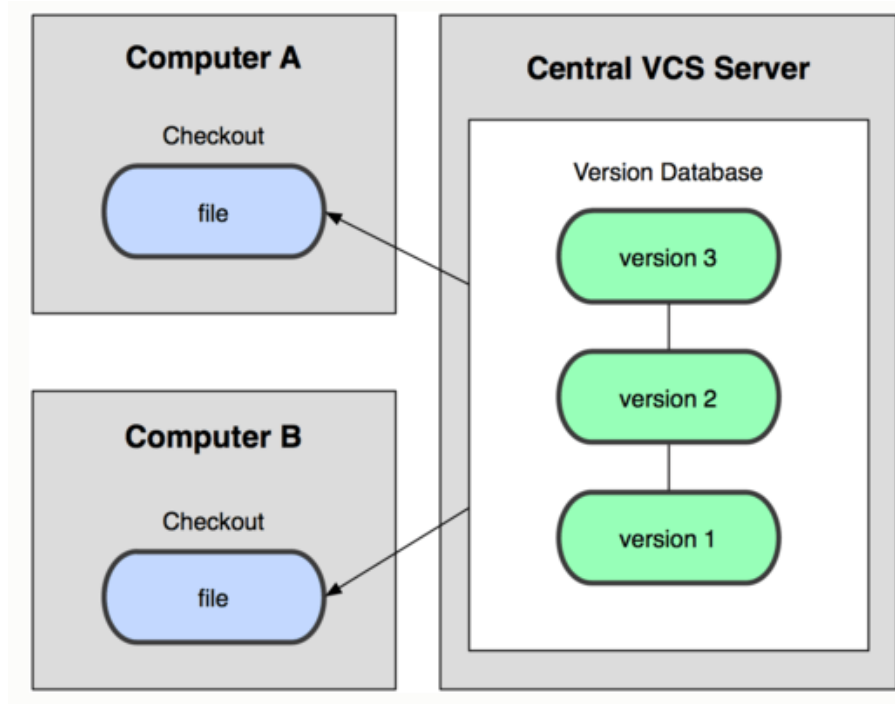 Computer A
Checkout
file
Computer B
Checkout
file
Central VCS Server
Version Database
version 3
version 2
version 1